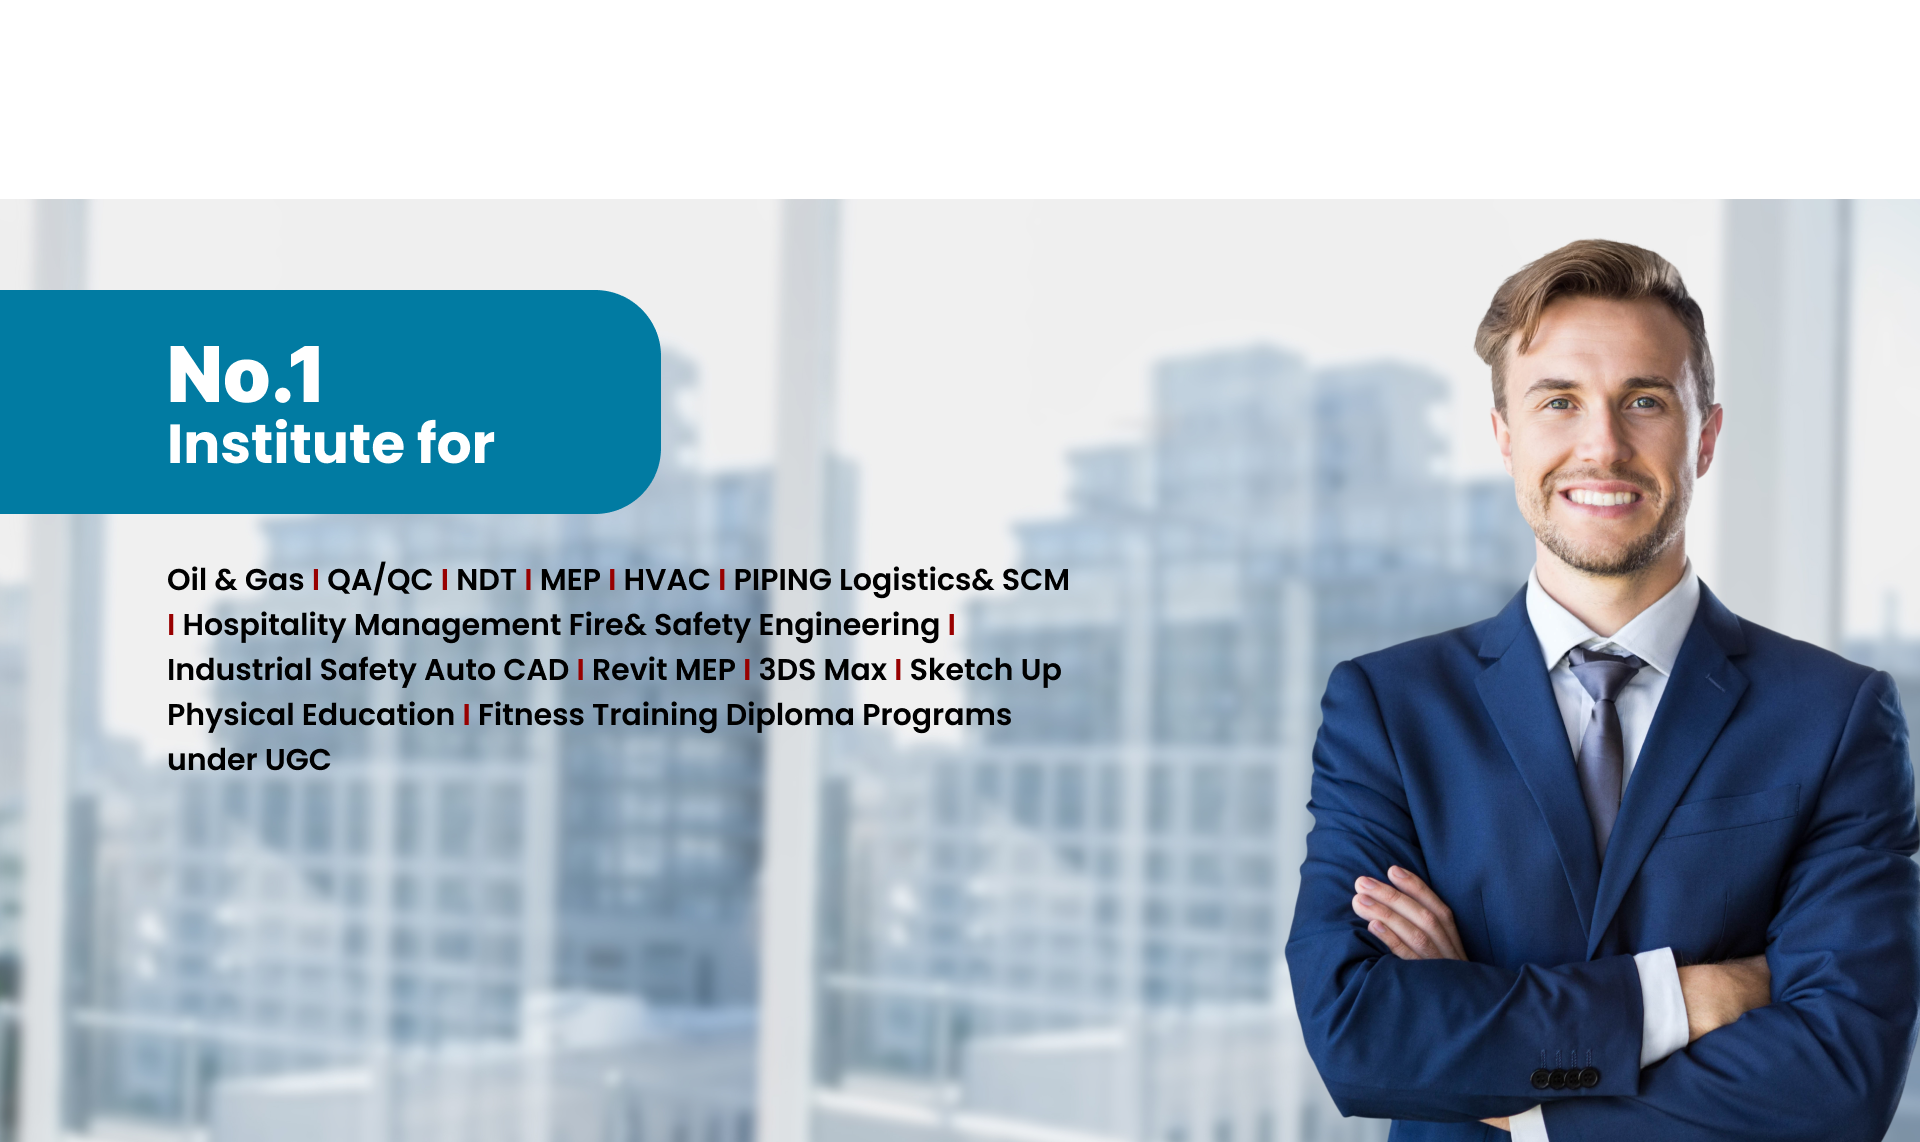 No.1
Institute for
Oil & Gas I QA/QC I NDT I MEP I HVAC I PIPING Logistics& SCM
I Hospitality Management Fire& Safety Engineering I
Industrial Safety Auto CAD I Revit MEP I 3DS Max I Sketch Up
Physical Education I Fitness Training Diploma Programs
under UGC